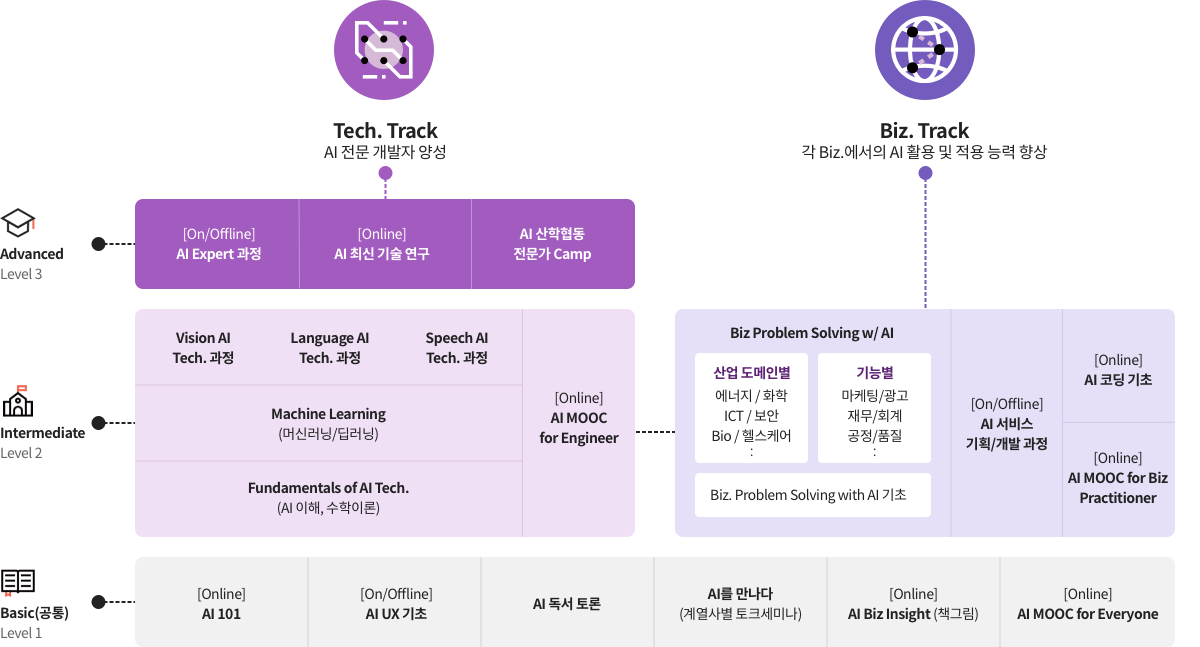 Tech. Track
AI 전문 개발자 양성
Biz. Track
각 Biz.에서의 AI 활용 및 적용 능력 향상
Advanced
Level 3
[On/Offline]
AI Expert 과정
[Online]
AI 최신 기술 연구
AI 산학협동
전문가 Camp
Intermediate
Level 2
Vision AI
Tech. 과정
Language AI
Tech. 과정
Speech AI
Tech. 과정
Machine Learning
(머신러닝/딥러닝)
Fundamentals of AI Tech.
(AI 이해, 수학이론)
[Online]
AI MOOC
for Engineer
Biz Problem Solving w/ AI
산업 도메인별
에너지 / 화학
ICT / 보안
Bio / 헬스케어
:
기능별
마케팅/광고
재무/회계
공정/품질
:
Biz. Problem Solving with AI 기초
[On/Offline]
AI 서비스
기획/개발 과정
[Online]
AI 코딩 기초
[Online]
AI MOOC for Biz
Practitioner
Basic(공통)
Level 1
[Online]
AI 101
[On/Offline]
AI UX 기초
AI 독서 토론
AI를 만나다
(계열사별 토크세미나)
[Online]
AI Biz Insight (책그림)
[Online]
AI MOOC for Everyone